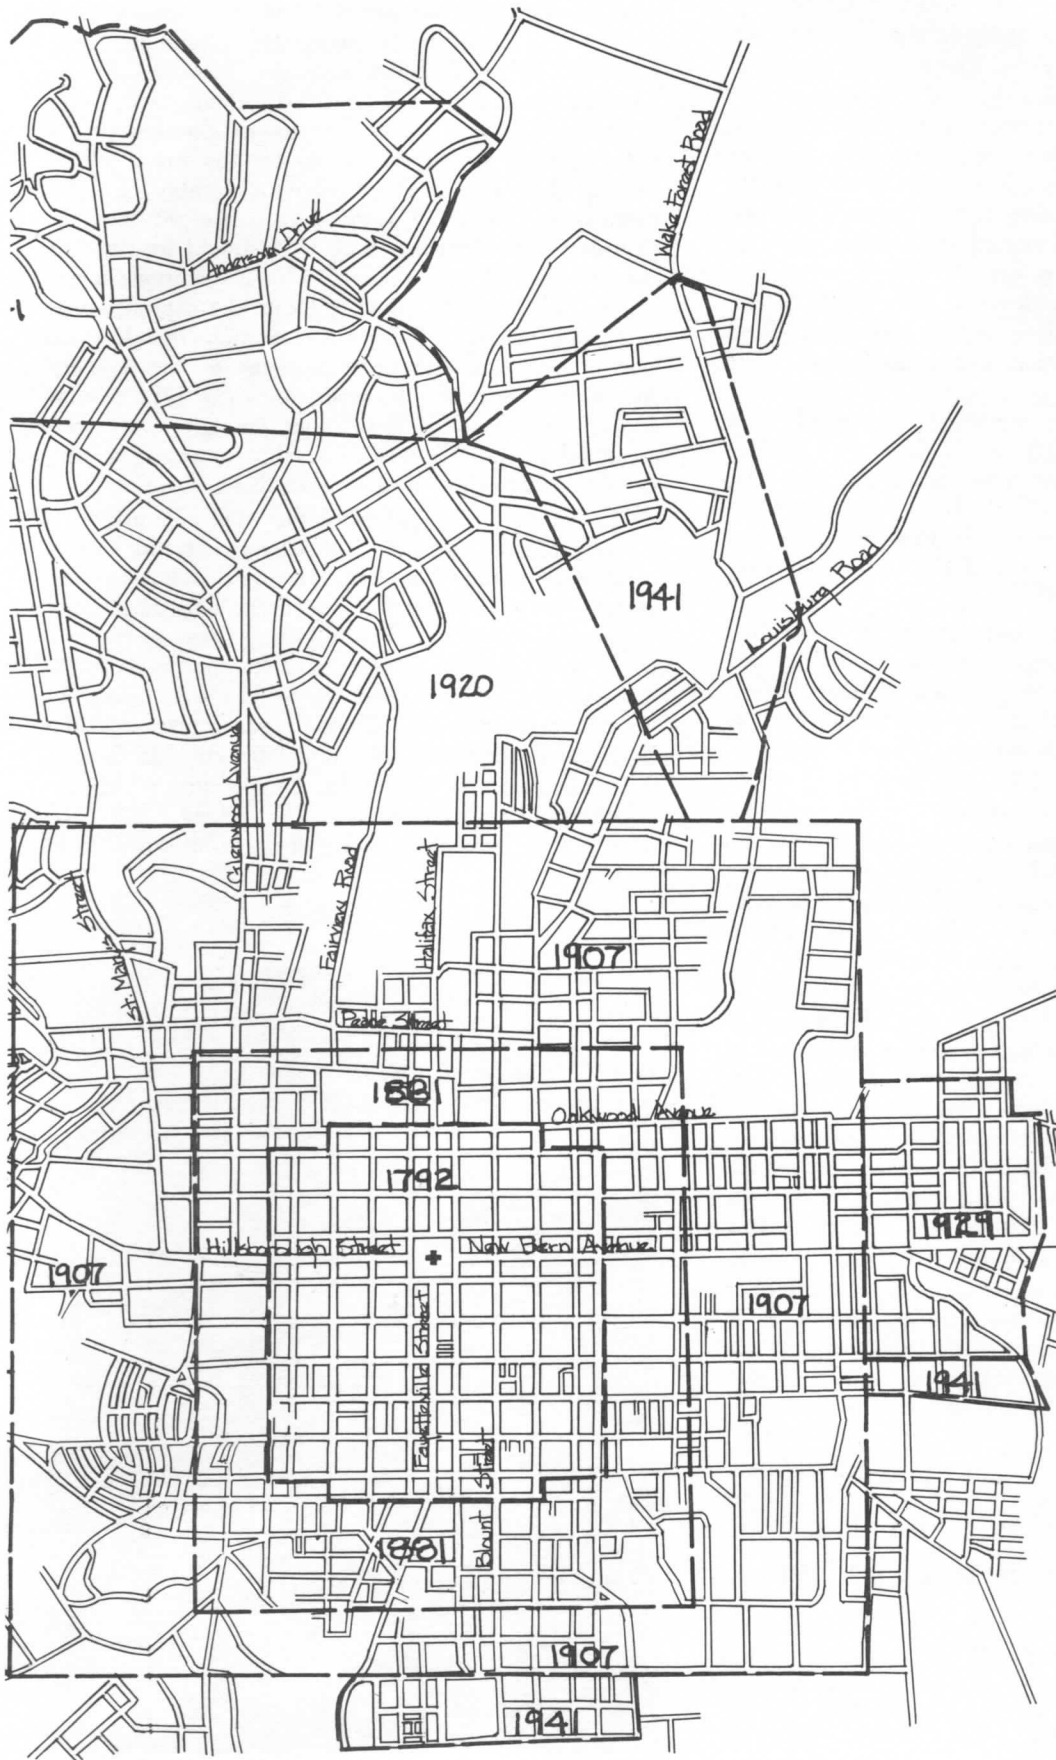 Wake Forest Road
Anderson Drive
-1
Louisburg Road
1941
1920
Glenwood Avenue
St. Mary's Street
Fairview Road
Halifax Street
1907
Peace Street
1881
Oakwood Avenue
1792
1929
Hillsborough Street
New Bern Avenue
1907
1907
Fayetteville Street
1941
Blount Street
1881
1907
1941